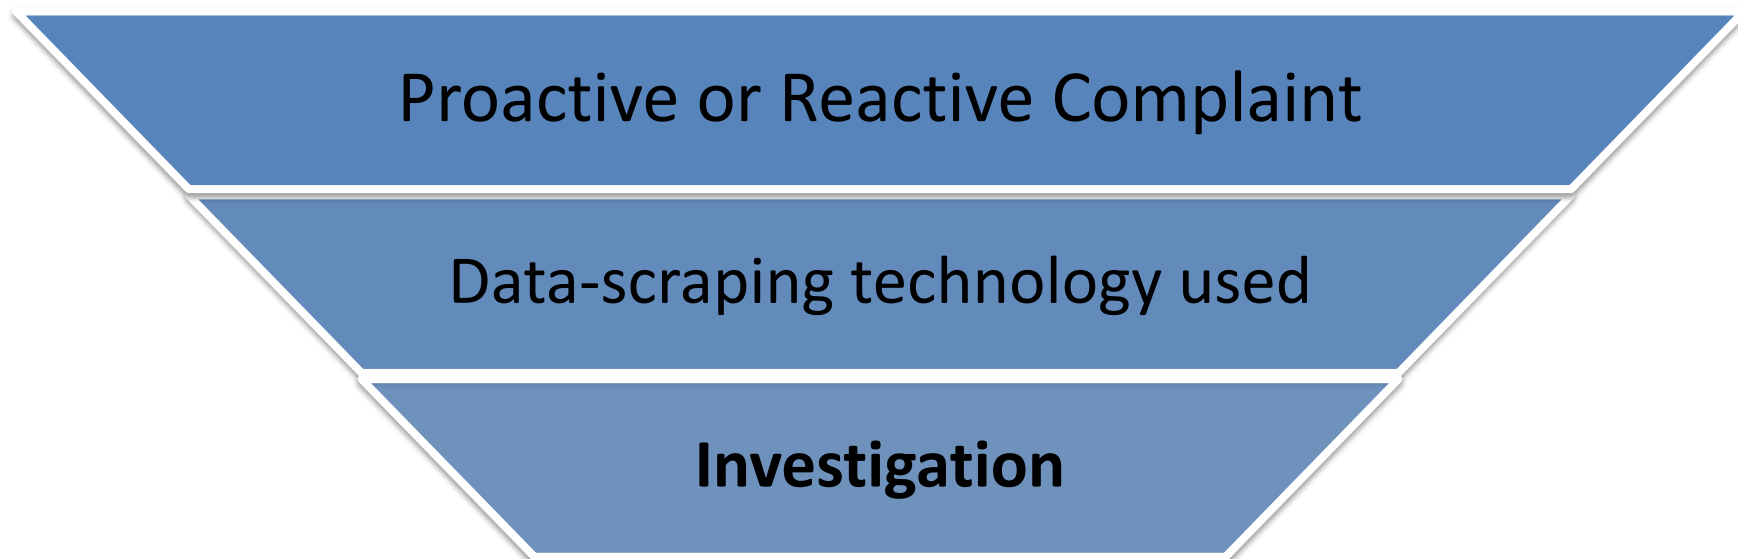 Proactive or Reactive Complaint
Data-scraping technology used
Investigation